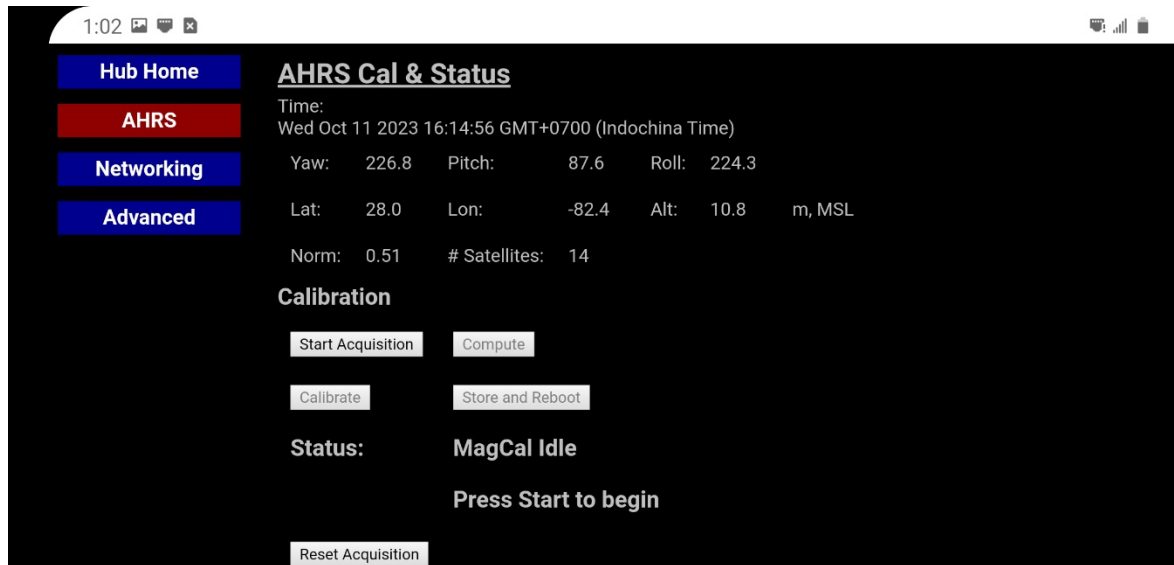 1:02
Hub Home
AHRS
Networking
Advanced
AHRS Cal & Status
Time:
Wed Oct 11 2023 16:14:56 GMT+0700 (Indochina Time)
Yaw: 226.8 Pitch: 87.6 Roll: 224.3
Lat: 28.0 Lon: -82.4 Alt: 10.8 m, MSL
Norm: 0.51 # Satellites: 14
Calibration
Start Acquisition Compute
Calibrate Store and Reboot
Status: MagCal Idle
Press Start to begin
Reset Acquisition